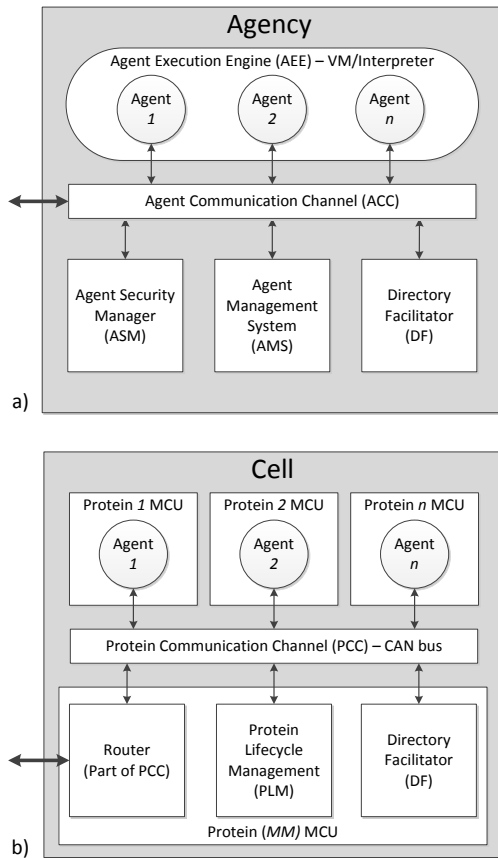 Agency
Agent Execution Engine (AEE) – VM/Interpreter
Agent
1
Agent
2
Agent
n
Agent Communication Channel (ACC)
Agent Security
Manager
(ASM)
Agent
Management
System
(AMS)
Directory
Facilitator
(DF)
a)
Cell
Protein 1 MCU
Protein 2 MCU
Protein n MCU
Agent
1
Agent
2
Agent
n
Protein Communication Channel (PCC) – CAN bus
Router
(Part of PCC)
Protein
Lifecycle
Management
(PLM)
Directory
Facilitator
(DF)
Protein (MM) MCU
b)